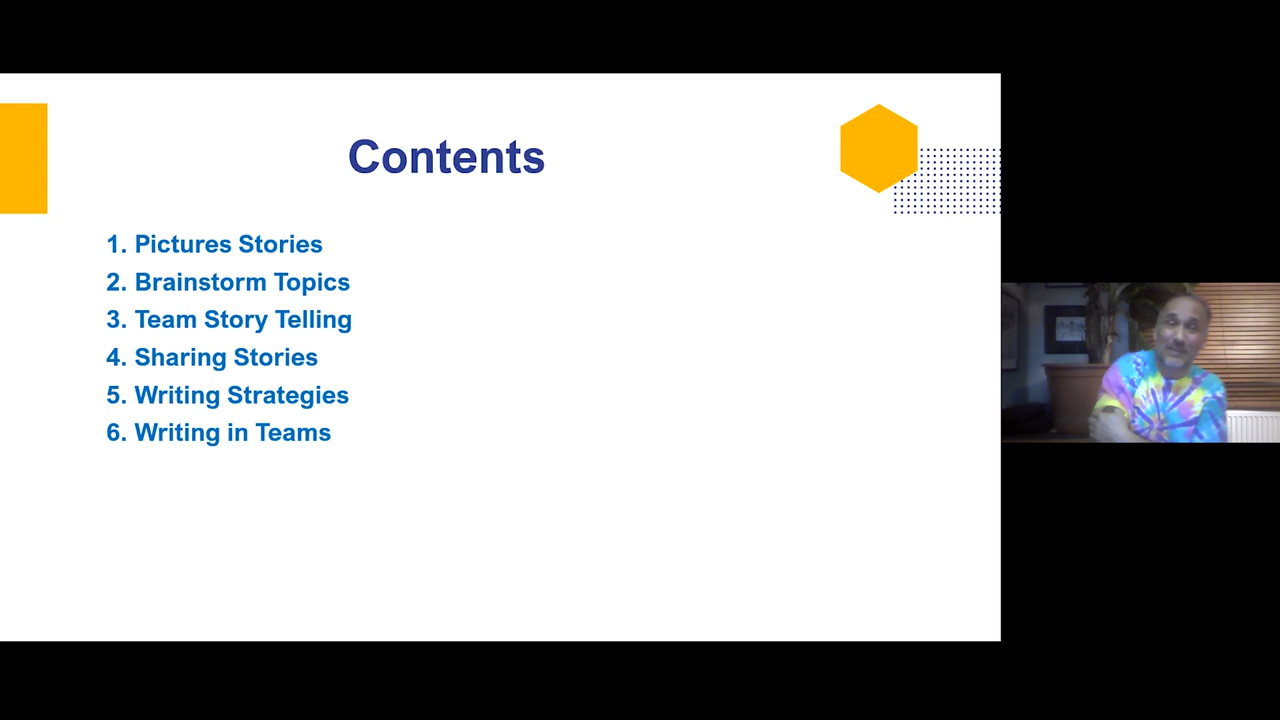 Contents
1. Pictures Stories
2. Brainstorm Topics
3. Team Story Telling
4. Sharing Stories
5. Writing Strategies
6. Writing in Teams